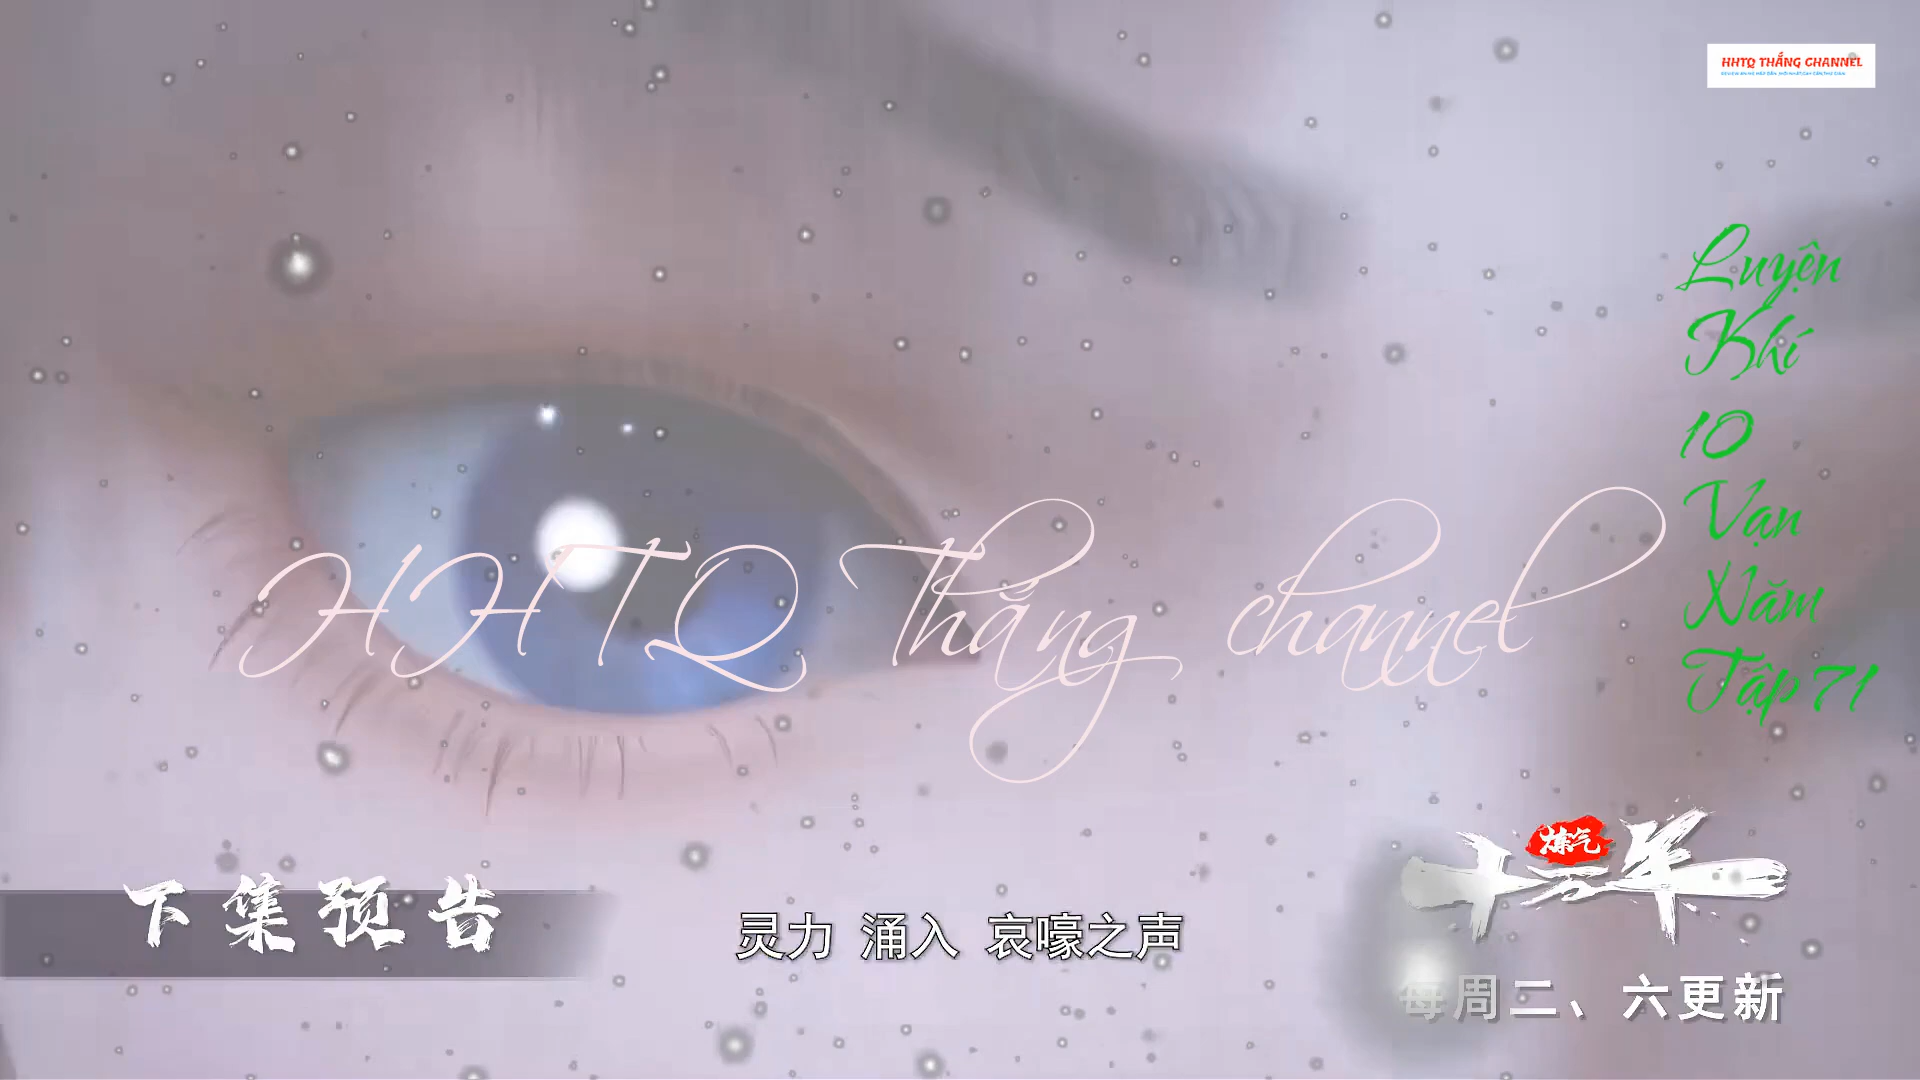 HHTQ THẮNG CHANNEL
Luyện
Khí
10
Vạn
Năm
Tập 71
HHTQ Thắng channel
炼气
十万年
下集预告
灵力 涌入 哀嚎之声
每周二、六更新